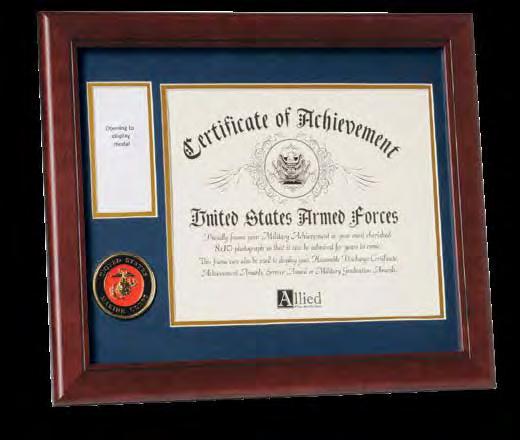 Opening to
display
medal
Certificate of Achievement
United States Armed Forces
Proudly frame your Military Achievement or your most cherished
8x10 photograph so that it can be admired for years to come.
This frame can also be used to display your Honorable Discharge Certificate,
Achievement Awards, Service Award or Military Graduation Awards.
Allied
UNITED STATES
MARINE CORPS